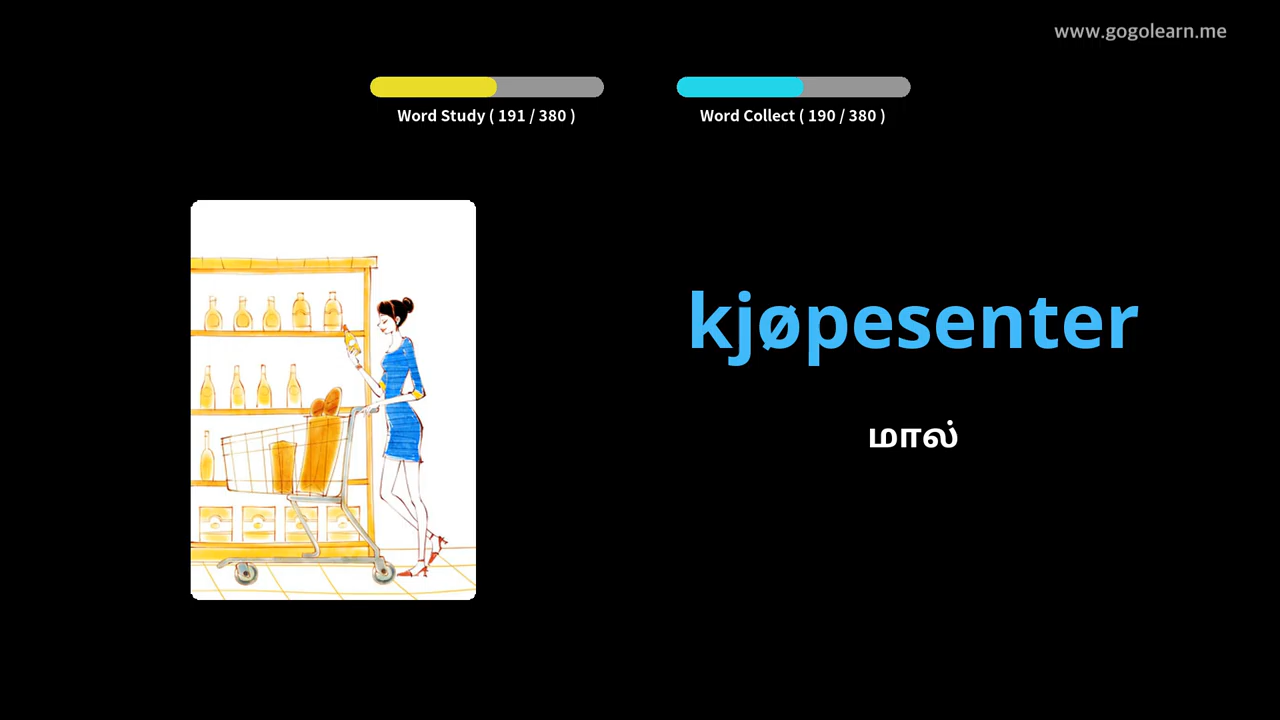 www.gogolearn.me
Word Study ( 191 / 380 )
Word Collect ( 190 / 380 )
kjøpesenter
மால்